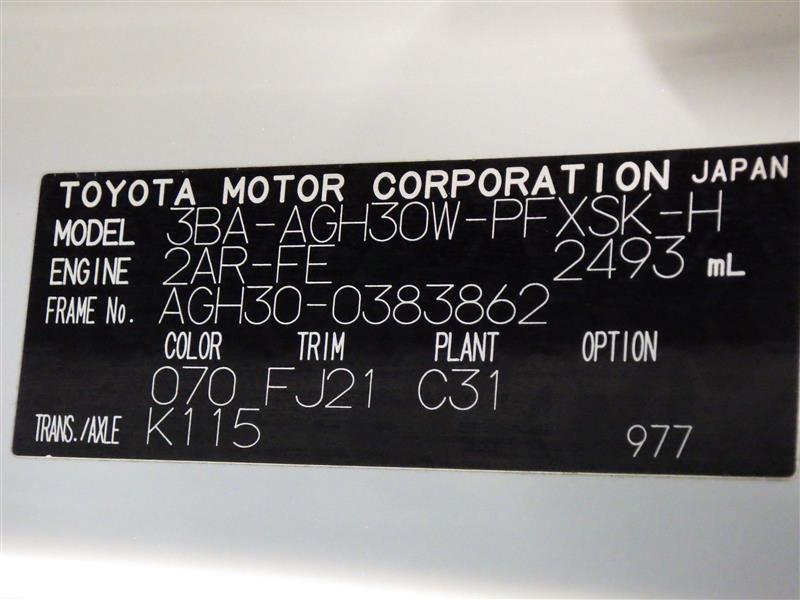 TOYOTA MOTOR CORPORATION JAPAN
MODEL 3BA-AGH30W-PFXSK-H
ENGINE 2AR-FE 2493 mL
FRAME No. AGH30-0383862
COLOR TRIM PLANT OPTION
070 FJ21 C31
TRANS./AXLE K115 977